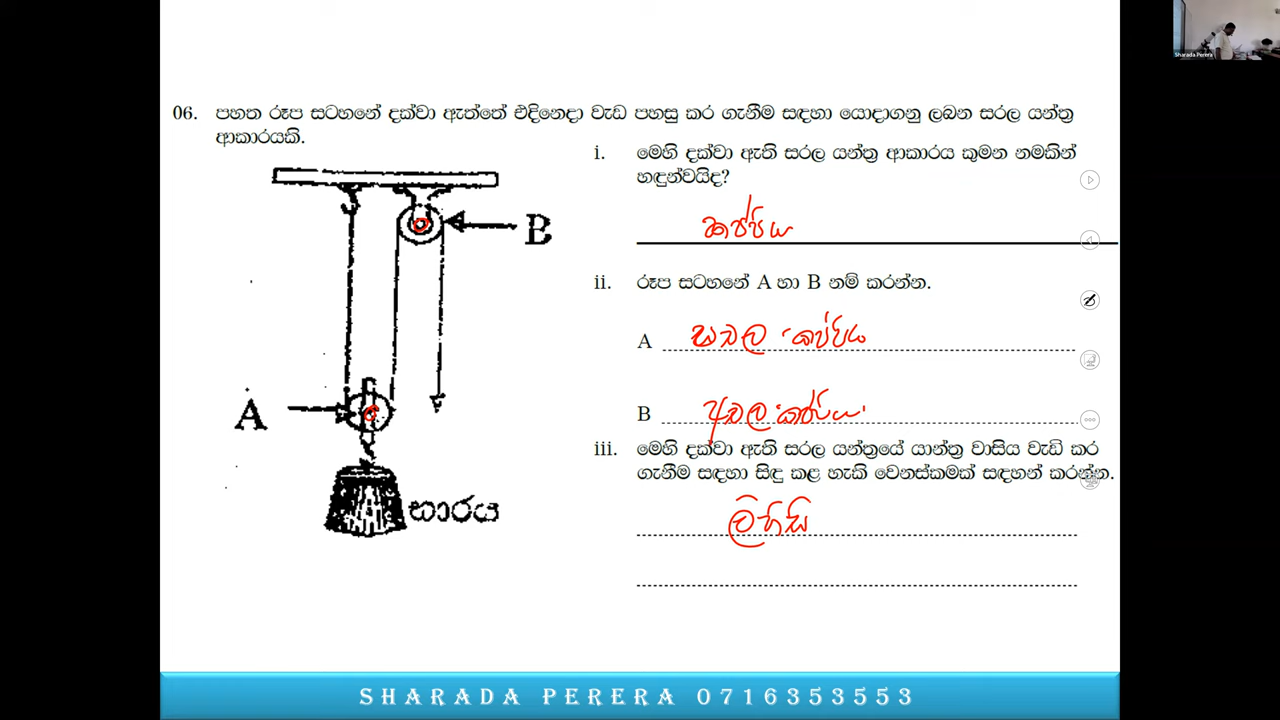 Sharada Perera
06. පහත රූප සටහනේ දක්වා ඇත්තේ එදිනෙදා වැඩ පහසු කර ගැනීම සඳහා යොදාගනු ලබන සරල යන්ත්‍ර
ආකාරයකි.
i. මෙහි දක්වා ඇති සරල යන්ත්‍ර ආකාරය කුමන නමකින්
හඳුන්වයිද?
කප්පිය
B
ii. රූප සටහනේ A හා B නම් කරන්න.
A සචල කප්පිය
A
B අචල කප්පිය
iii. මෙහි දක්වා ඇති සරල යන්ත්‍රයේ යාන්ත්‍ර වාසිය වැඩි කර
ගැනීම සඳහා සිදු කළ හැකි වෙනස්කමක් සඳහන් කරන්න.
භාරය
ලිහිසි
SHARADA PERERA 0716353553